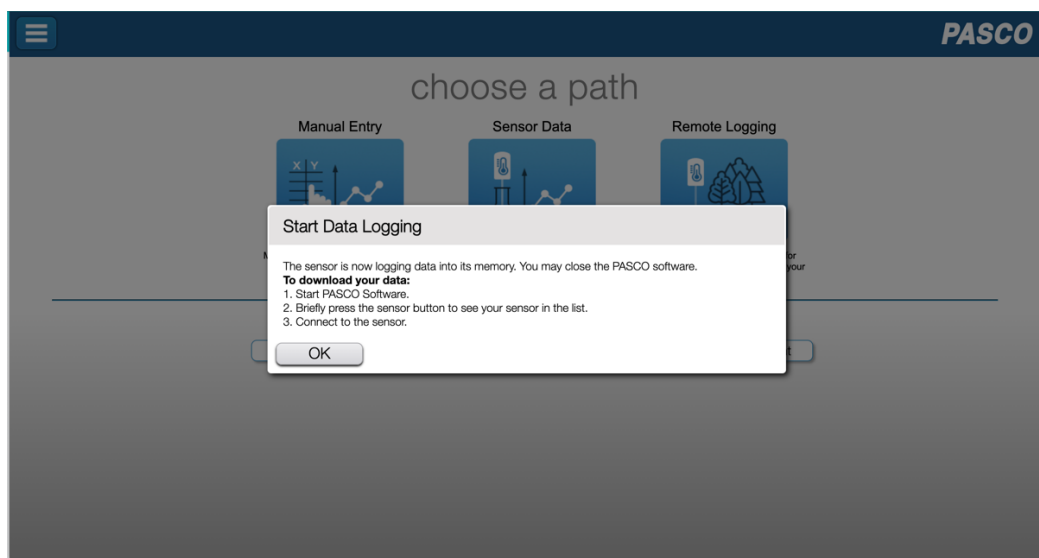 PASCO
choose a path
Manual Entry
Sensor Data
Remote Logging
X Y
Start Data Logging
The sensor is now logging data into its memory. You may close the PASCO software.
To download your data:
1. Start PASCO Software.
2. Briefly press the sensor button to see your sensor in the list.
3. Connect to the sensor.
OK
your